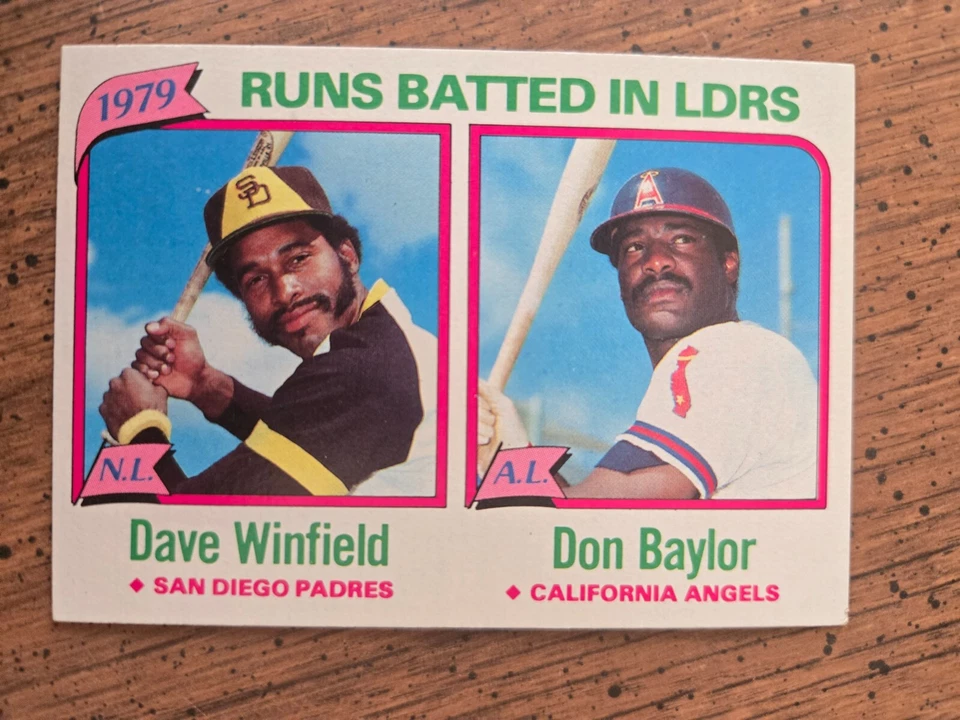 1979
RUNS BATTED IN LDRS
SD
A
N.L.
A.L.
Dave Winfield
Don Baylor
SAN DIEGO PADRES
CALIFORNIA ANGELS